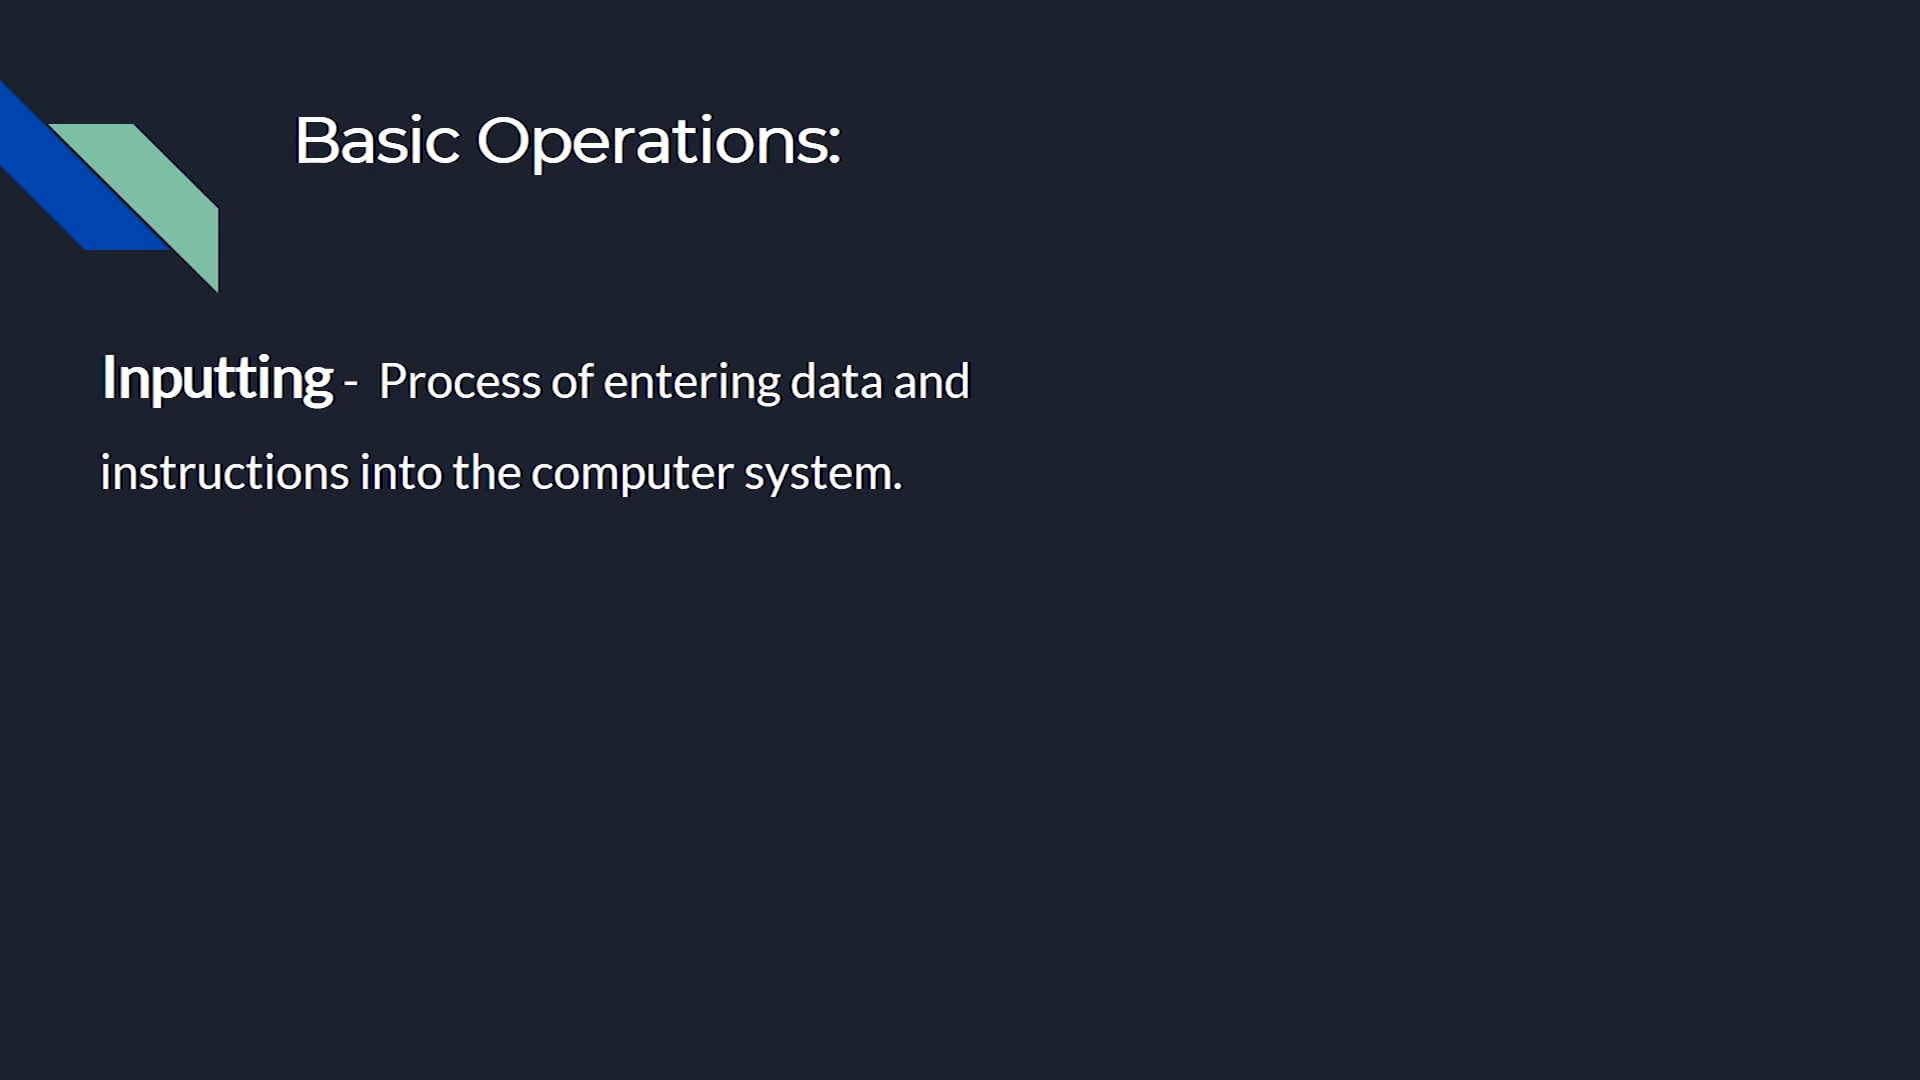 Basic Operations:
Inputting - Process of entering data and
instructions into the computer system.